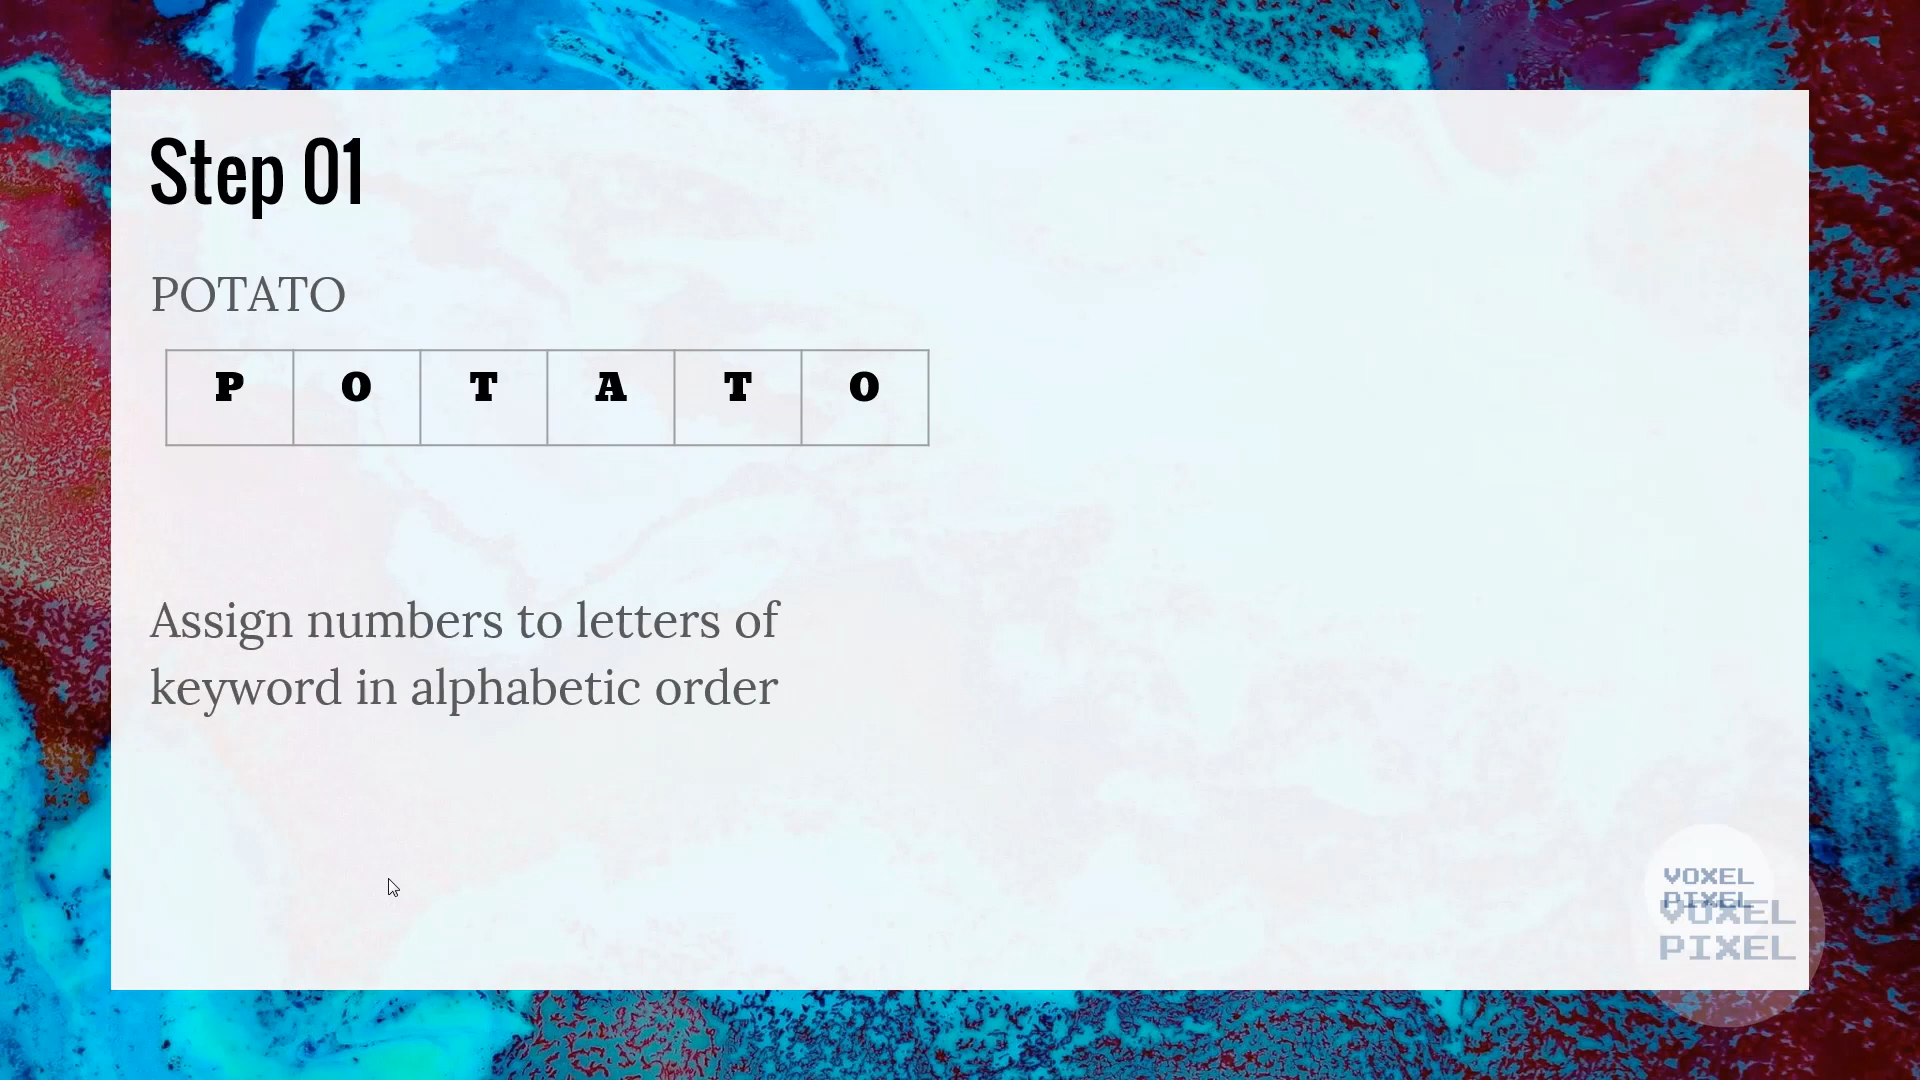 Step 01
POTATO
P O T A T O
Assign numbers to letters of
keyword in alphabetic order
VOXEL
PIXEL
VOXEL
PIXEL